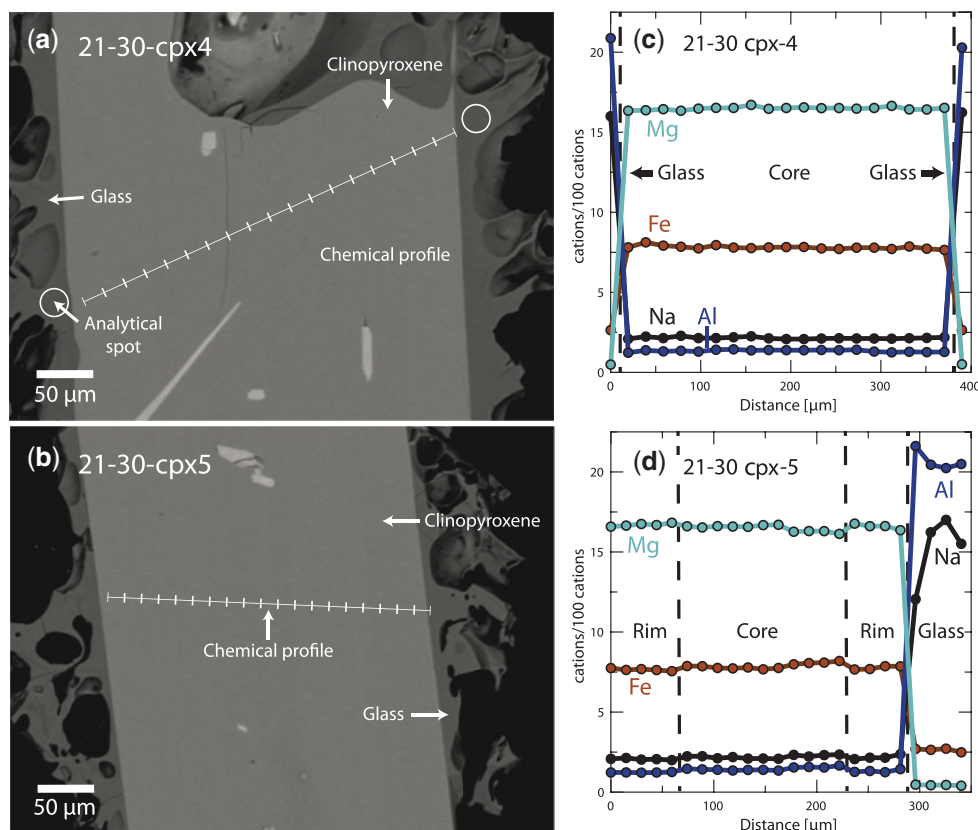 (a) 21-30-cpx4
Clinopyroxene
Glass
Chemical profile
Analytical
spot
50 µm
(b) 21-30-cpx5
Clinopyroxene
Chemical profile
Glass
50 µm
(c) 21-30 cpx-4
20
15
10
5
0
cations/100 cations
Mg
Glass Core Glass
Fe
Na Al
0 100 200 300 400
Distance [µm]
(d) 21-30 cpx-5
20
15
10
5
0
cations/100 cations
Al
Mg
Na
Rim Core Rim Glass
Fe
0 100 200 300
Distance [µm]